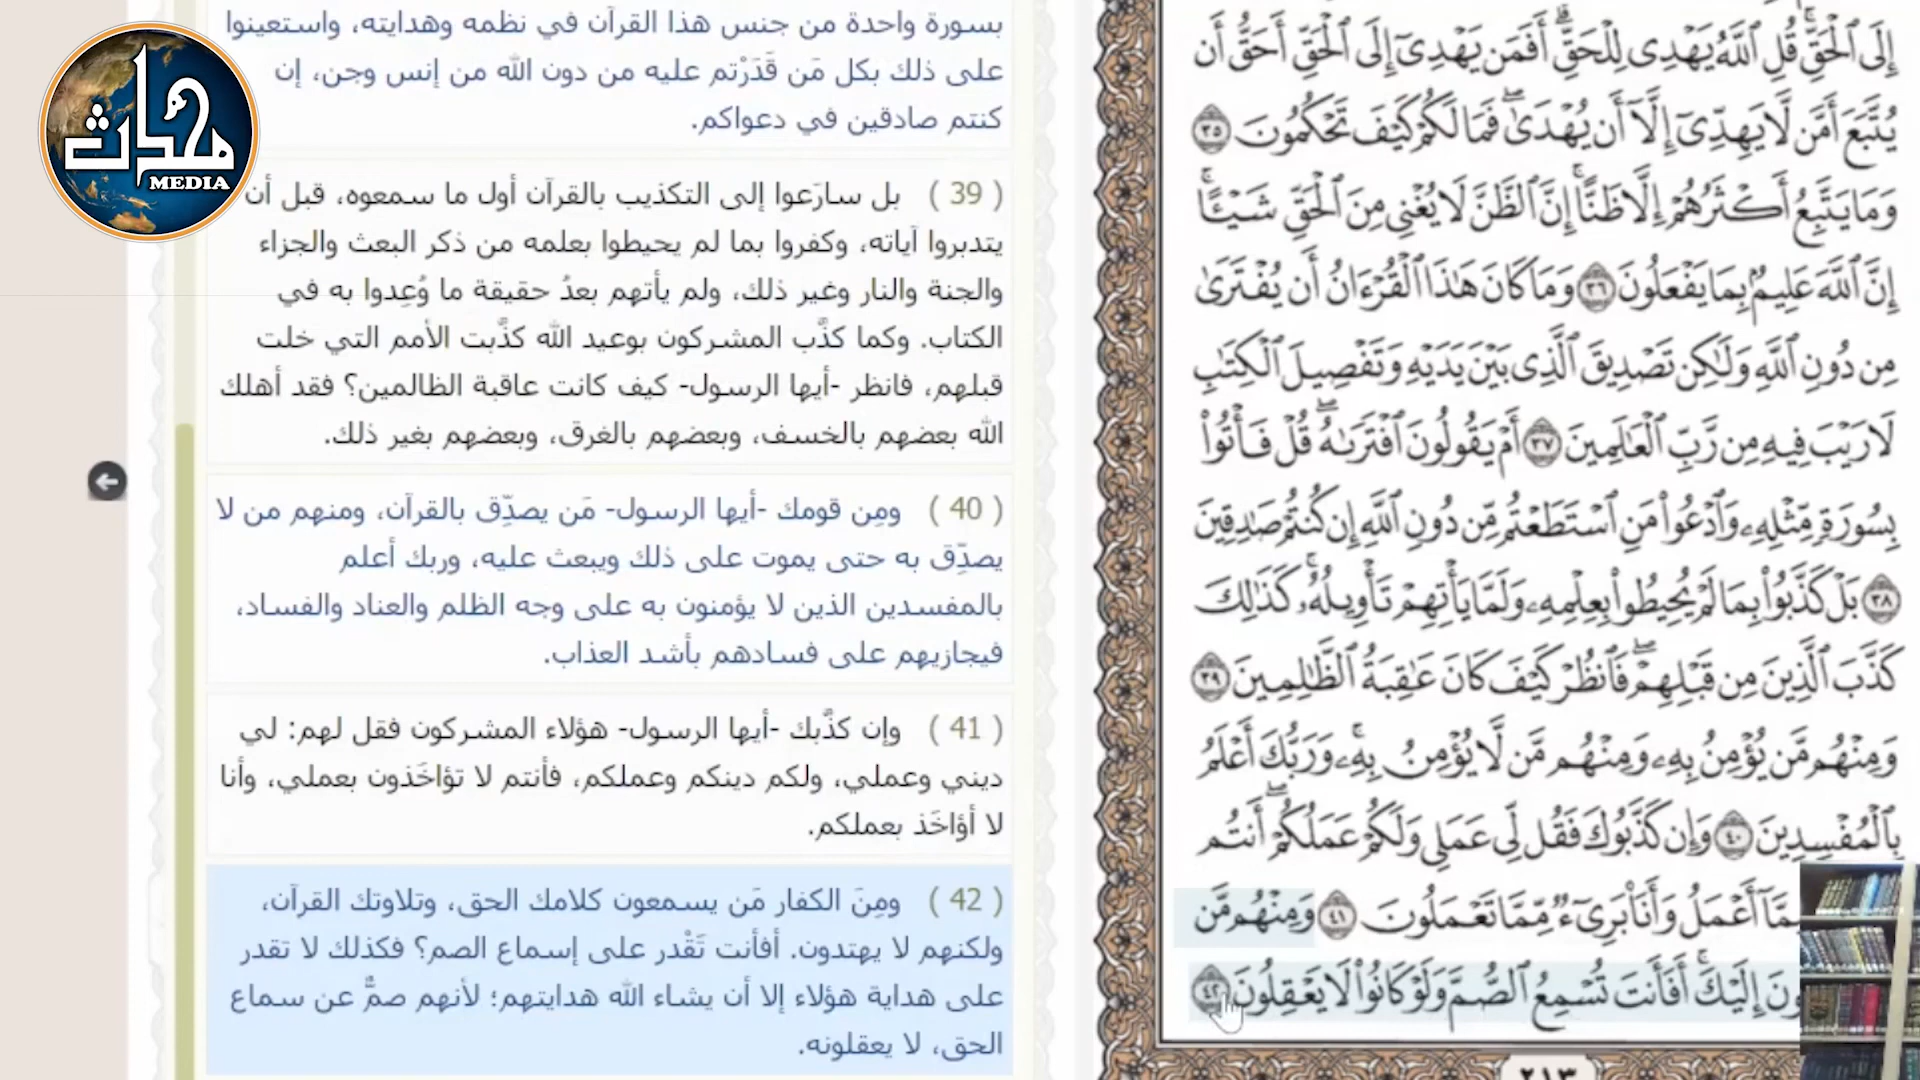 محدث
MEDIA
إِلَى ٱلْحَقِّ ۚ قُلِ ٱللَّهُ يَهْدِى لِلْحَقِّ ۗ أَفَمَن يَهْدِىٓ إِلَى ٱلْحَقِّ أَحَقُّ أَن
يُتَّبَعَ أَمَّن لَّا يَهِدِّىٓ إِلَّآ أَن يُهْدَىٰ ۖ فَمَا لَكُمْ كَيْفَ تَحْكُمُونَ ٣٥
وَمَا يَتَّبِعُ أَكْثَرُهُمْ إِلَّا ظَنًّا ۚ إِنَّ ٱلظَّنَّ لَا يُغْنِى مِنَ ٱلْحَقِّ شَيْـًٔا ۚ
إِنَّ ٱللَّهَ عَلِيمٌۢ بِمَا يَفْعَلُونَ ٣٦ وَمَا كَانَ هَـٰذَا ٱلْقُرْءَانُ أَن يُفْتَرَىٰ
مِن دُونِ ٱللَّهِ وَلَـٰكِن تَصْدِيقَ ٱلَّذِى بَيْنَ يَدَيْهِ وَتَفْصِيلَ ٱلْكِتَـٰبِ
لَا رَيْبَ فِيهِ مِن رَّبِّ ٱلْعَـٰلَمِينَ ٣٧ أَمْ يَقُولُونَ ٱفْتَرَىٰهُ ۖ قُلْ فَأْتُوا۟
بِسُورَةٍ مِّثْلِهِۦ وَٱدْعُوا۟ مَنِ ٱسْتَطَعْتُم مِّن دُونِ ٱللَّهِ إِن كُنتُمْ صَـٰدِقِينَ
٣٨ بَلْ كَذَّبُوا۟ بِمَا لَمْ يُحِيطُوا۟ بِعِلْمِهِۦ وَلَمَّا يَأْتِهِمْ تَأْوِيلُهُۥ ۚ كَذَٰلِكَ
كَذَّبَ ٱلَّذِينَ مِن قَبْلِهِمْ ۖ فَٱنظُرْ كَيْفَ كَانَ عَـٰقِبَةُ ٱلظَّـٰلِمِينَ ٣٩
وَمِنْهُم مَّن يُؤْمِنُ بِهِۦ وَمِنْهُم مَّن لَّا يُؤْمِنُ بِهِۦ ۚ وَرَبُّكَ أَعْلَمُ
بِٱلْمُفْسِدِينَ ٤٠ وَإِن كَذَّبُوكَ فَقُل لِّى عَمَلِى وَلَكُمْ عَمَلُكُمْ ۖ أَنتُم
أَعْمَلُ وَأَنَا۠ بَرِىٓءٌ مِّمَّا تَعْمَلُونَ ٤١ وَمِنْهُم مَّن
إِلَيْكَ ۚ أَفَأَنتَ تُسْمِعُ ٱلصُّمَّ وَلَوْ كَانُوا۟ لَا يَعْقِلُونَ ٤٢
٢١٣
بسورة واحدة من جنس هذا القرآن في نظمه وهدايته، واستعينوا
على ذلك بكل مَن قَدَرْتم عليه من دون الله من إنس وجن، إن
كنتم صادقين في دعواكم.
( 39 ) بل سارَعوا إلى التكذيب بالقرآن أول ما سمعوه، قبل أن
يتدبروا آياته، وكفروا بما لم يحيطوا بعلمه من ذكر البعث والجزاء
والجنة والنار وغير ذلك، ولم يأتهم بعدُ حقيقة ما وُعِدوا به في
الكتاب. وكما كذَّب المشركون بوعيد الله كذَّبت الأمم التي خلت
قبلهم، فانظر -أيها الرسول- كيف كانت عاقبة الظالمين؟ فقد أهلك
الله بعضهم بالخسف، وبعضهم بالغرق، وبعضهم بغير ذلك.
( 40 ) ومِن قومك -أيها الرسول- مَن يصدِّق بالقرآن، ومنهم من لا
يصدِّق به حتى يموت على ذلك ويبعث عليه، وربك أعلم
بالمفسدين الذين لا يؤمنون به على وجه الظلم والعناد والفساد،
فيجازيهم على فسادهم بأشد العذاب.
( 41 ) وإن كذَّبك -أيها الرسول- هؤلاء المشركون فقل لهم: لي
ديني وعملي، ولكم دينكم وعملكم، فأنتم لا تؤاخَذون بعملي، وأنا
لا أؤاخَذ بعملكم.
( 42 ) ومِنَ الكفار مَن يسمعون كلامك الحق، وتلاوتك القرآن،
ولكنهم لا يهتدون. أفأنت تَقْدر على إسماع الصم؟ فكذلك لا تقدر
على هداية هؤلاء إلا أن يشاء الله هدايتهم؛ لأنهم صمٌّ عن سماع
الحق، لا يعقلونه.